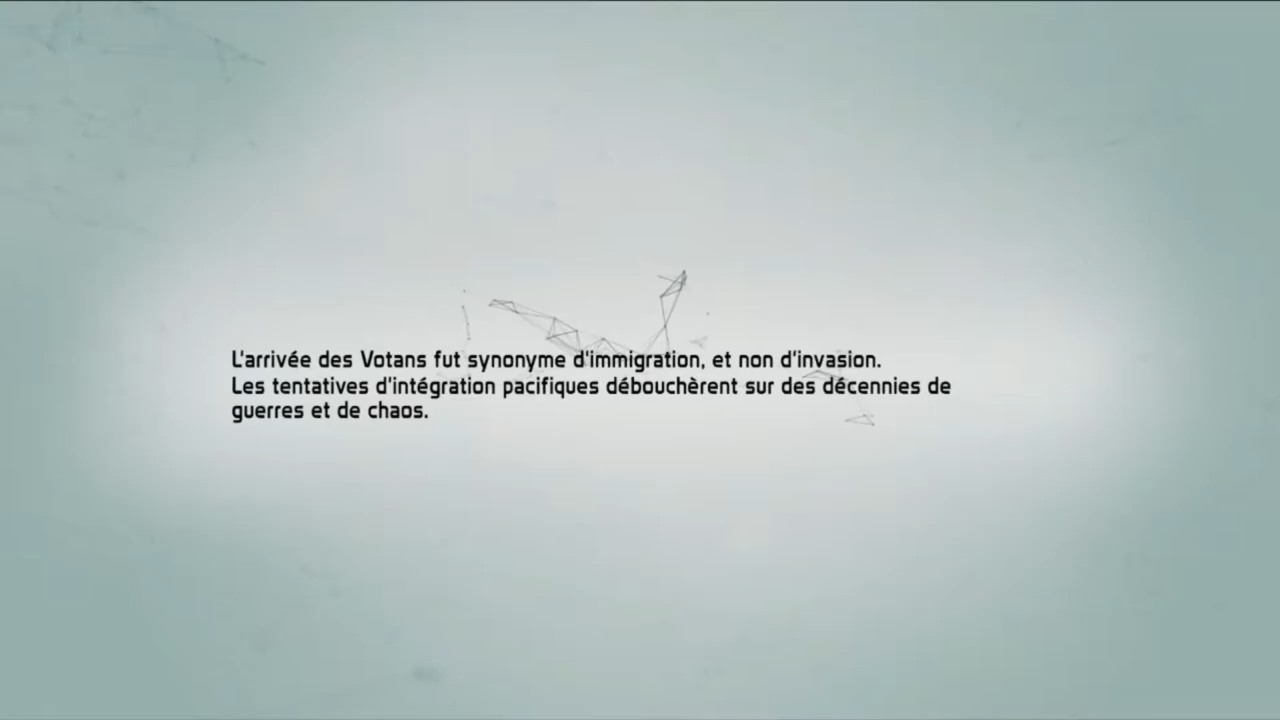 L'arrivée des Votans fut synonyme d'immigration, et non d'invasion.
Les tentatives d'intégration pacifiques débouchèrent sur des décennies de
guerres et de chaos.